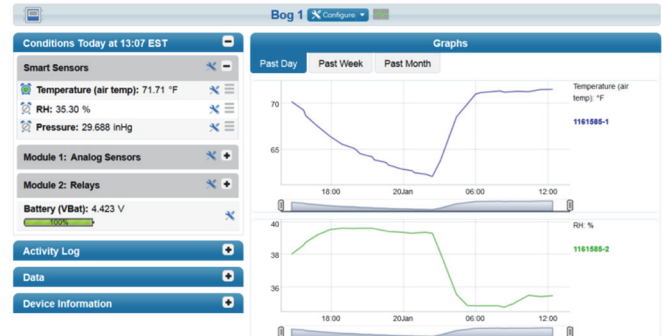 Bog 1 Configure
Conditions Today at 13:07 EST
Smart Sensors
Temperature (air temp): 71.71 °F
RH: 35.30 %
Pressure: 29.688 inHg
Module 1: Analog Sensors
Module 2: Relays
Battery (VBat): 4.423 V
100%
Activity Log
Data
Device Information
Graphs
Past Day Past Week Past Month
Temperature (air
temp): °F
1161585-1
70
65
18:00 20Jan 06:00 12:00
RH: %
1161585-2
40
38
36
18:00 20Jan 06:00 12:00